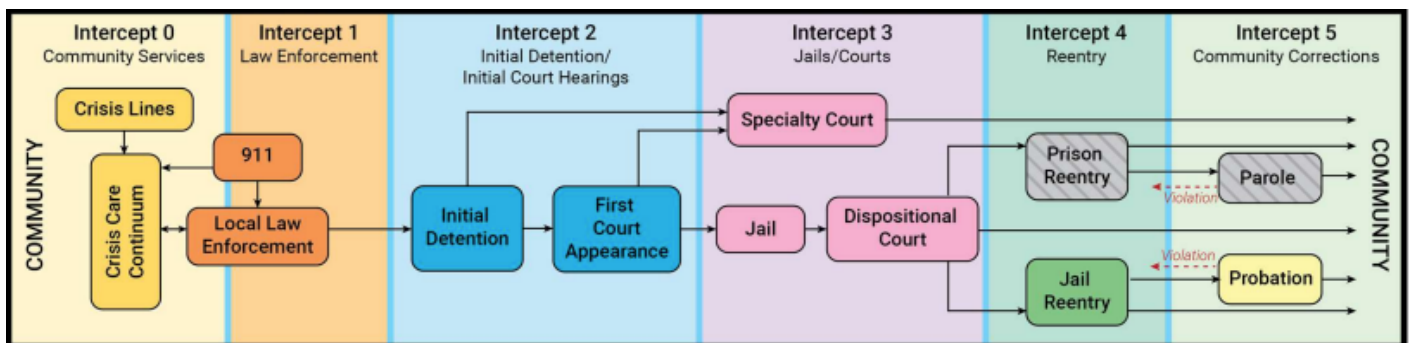 Intercept 0
Community Services
Intercept 1
Law Enforcement
Intercept 2
Initial Detention/
Initial Court Hearings
Intercept 3
Jails/Courts
Intercept 4
Reentry
Intercept 5
Community Corrections
COMMUNITY
Crisis Lines
Crisis Care
Continuum
911
Local Law
Enforcement
Initial
Detention
First
Court
Appearance
Specialty Court
Jail
Dispositional
Court
Prison
Reentry
Violation
Parole
Jail
Reentry
Violation
Probation
COMMUNITY